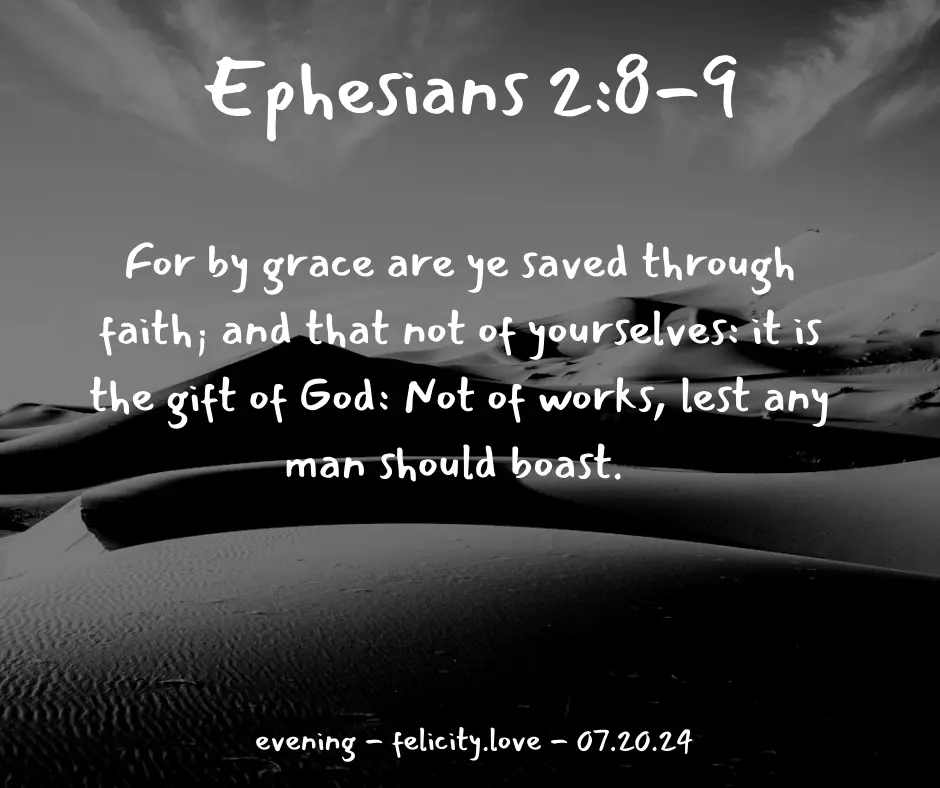 Ephesians 2:8-9
For by grace are ye saved through
faith; and that not of yourselves: it is
the gift of God: Not of works, lest any
man should boast.
evening - felicity.love - 07.20.24